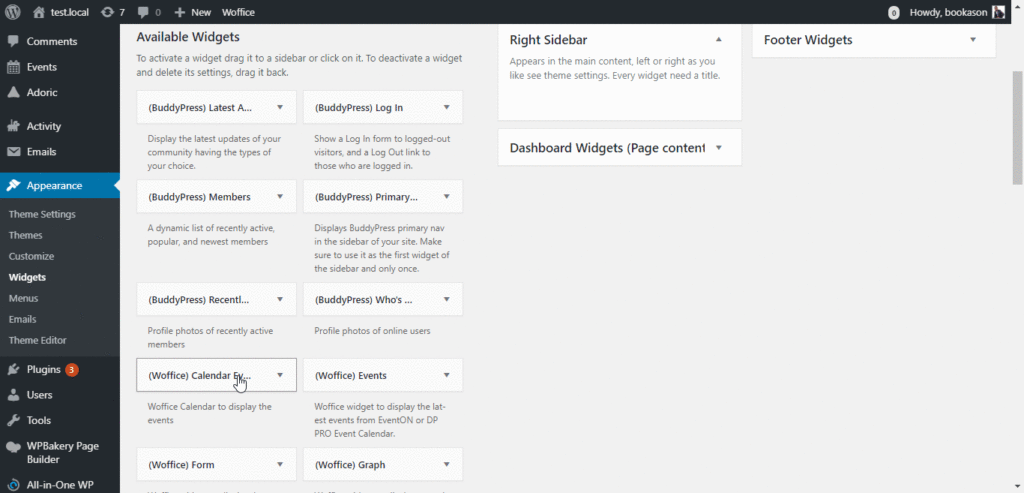 test.local
7
0
New
Woffice
0
Howdy, bookason
Comments
Events
Adoric
Activity
Emails
Appearance
Theme Settings
Themes
Customize
Widgets
Menus
Emails
Theme Editor
Plugins 3
Users
Tools
WPBakery Page
Builder
All-in-One WP
Available Widgets
To activate a widget drag it to a sidebar or click on it. To deactivate a widget
and delete its settings, drag it back.
(BuddyPress) Latest A...
Display the latest updates of your
community having the types of
your choice.
(BuddyPress) Log In
Show a Log In form to logged-out
visitors, and a Log Out link to
those who are logged in.
(BuddyPress) Members
A dynamic list of recently active,
popular, and newest members
(BuddyPress) Primary...
Displays BuddyPress primary nav
in the sidebar of your site. Make
sure to use it as the first widget of
the sidebar and only once.
(BuddyPress) Recentl...
Profile photos of recently active
members
(BuddyPress) Who's ...
Profile photos of online users
(Woffice) Calendar Ev...
Woffice Calendar to display the
events
(Woffice) Events
Woffice widget to display the lat-
est events from EventON or DP
PRO Event Calendar.
(Woffice) Form
(Woffice) Graph
Right Sidebar
Appears in the main content, left or right as you
like see theme settings. Every widget need a title.
Dashboard Widgets (Page content
Footer Widgets